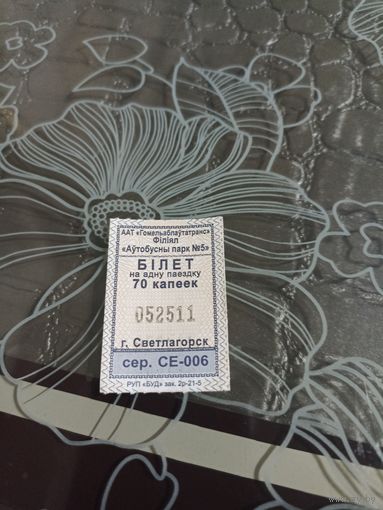 ААТ «Гомельаблаўтатранс»
Філіял
«Аўтобусны парк №5»
БІЛЕТ
на адну паездку
70 капеек
052511
г. Светлагорск
сер. СЕ-006
РУП «БУД» зак. 2р-21-5